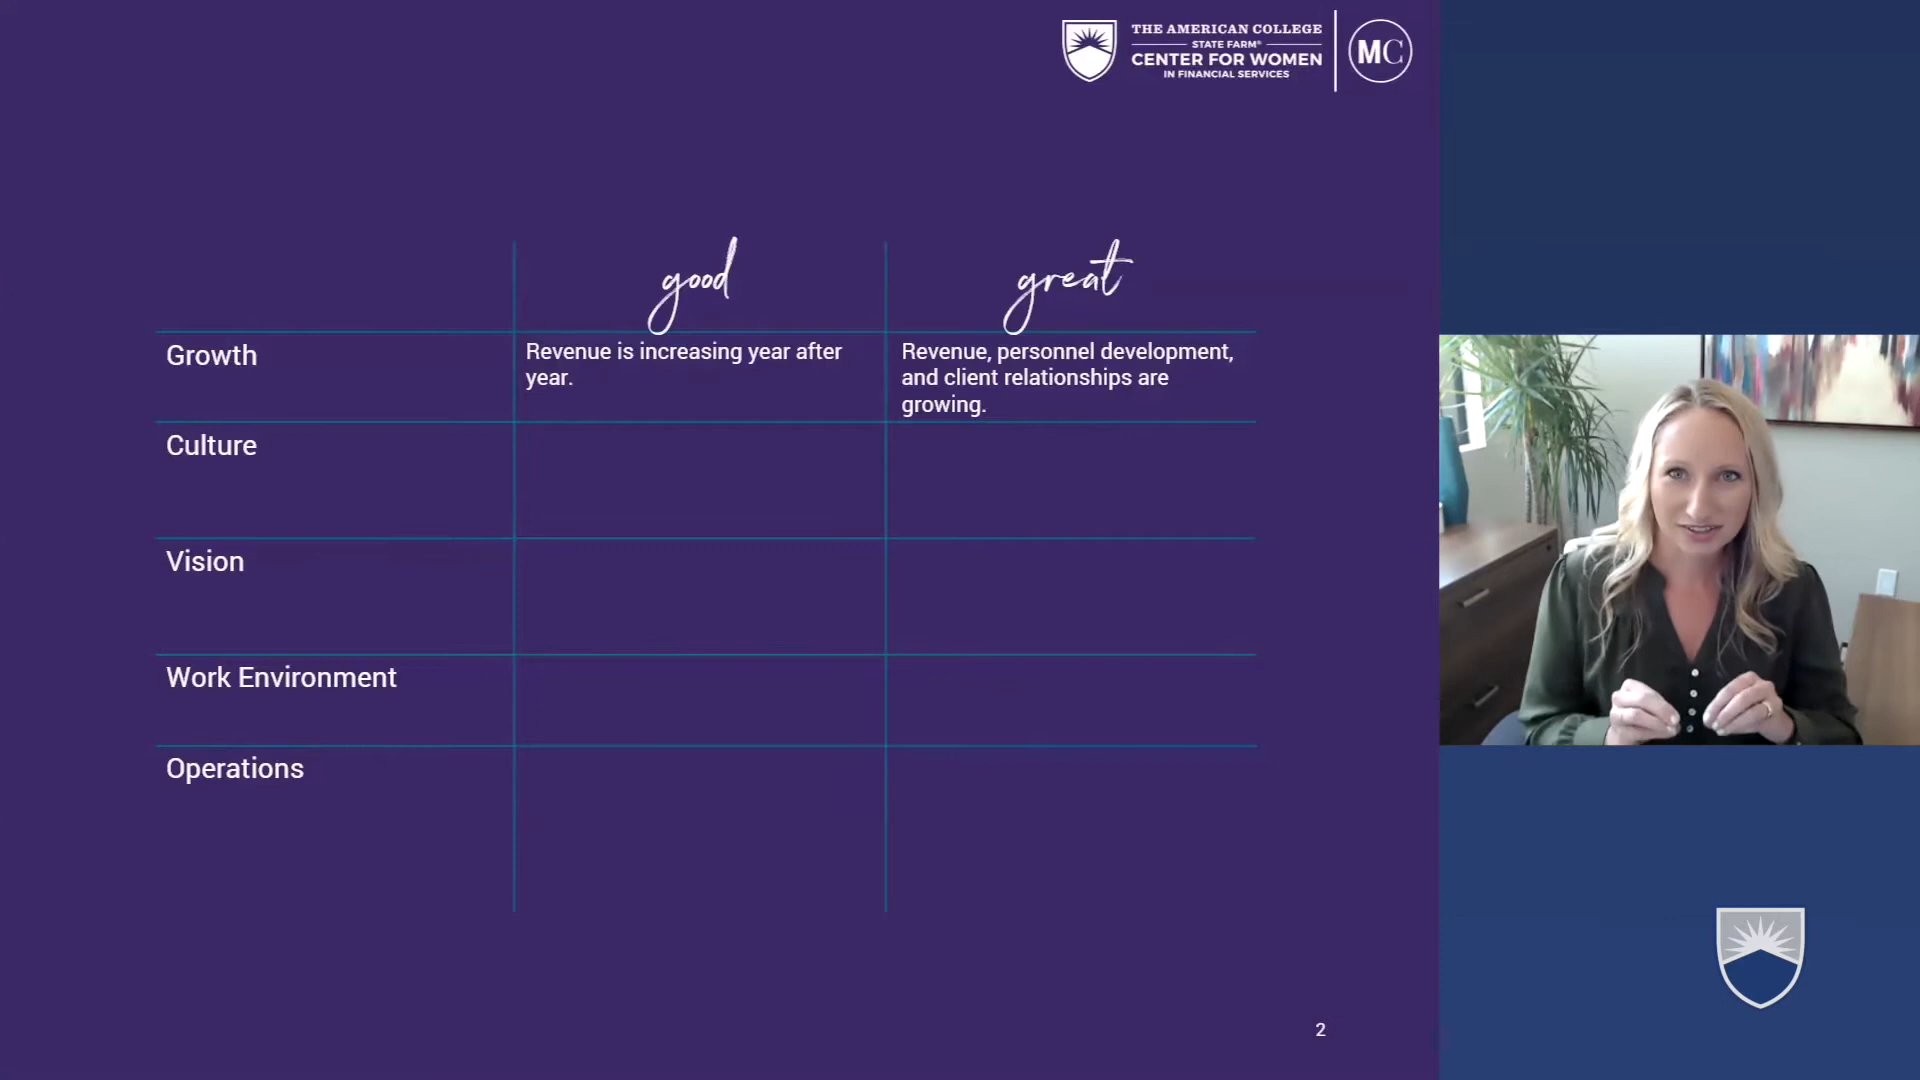 THE AMERICAN COLLEGE
STATE FARM®
CENTER FOR WOMEN
IN FINANCIAL SERVICES
MC
good
great
Growth
Revenue is increasing year after
year.
Revenue, personnel development,
and client relationships are
growing.
Culture
Vision
Work Environment
Operations
2